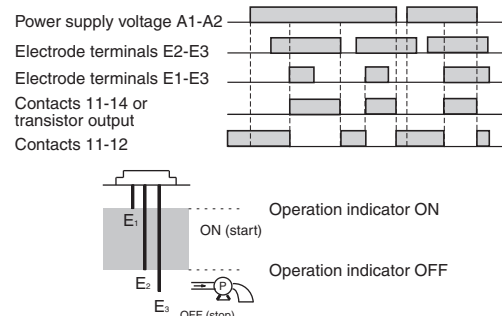 Power supply voltage A1-A2
Electrode terminals E2-E3
Electrode terminals E1-E3
Contacts 11-14 or
transistor output
Contacts 11-12
E1
Operation indicator ON
ON (start)
Operation indicator OFF
E2
P
E3
OFF (stop)